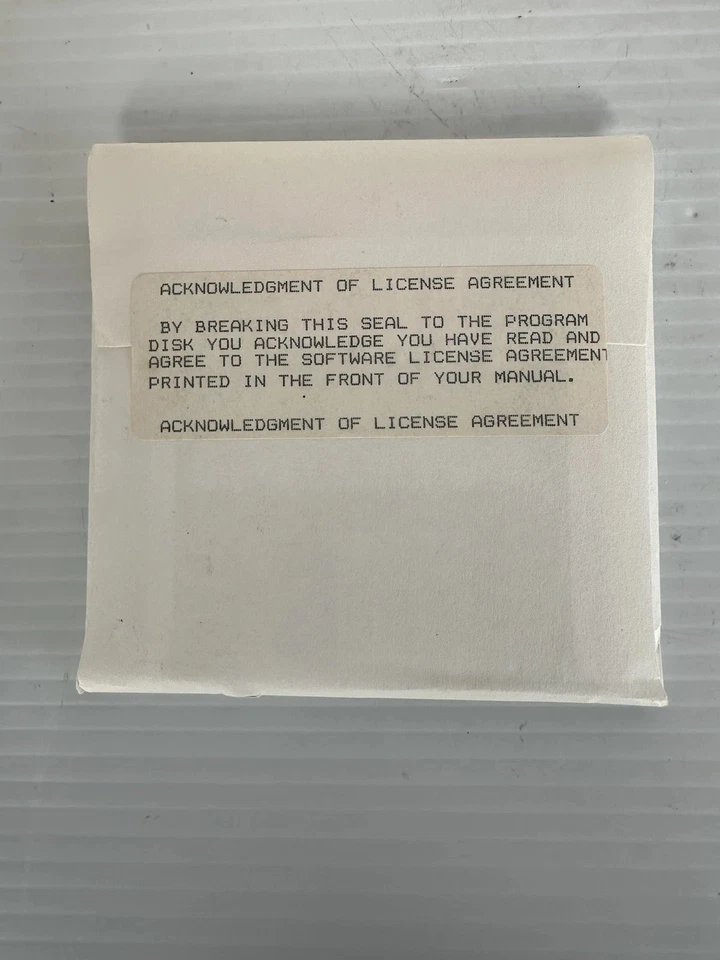 ACKNOWLEDGMENT OF LICENSE AGREEMENT
BY BREAKING THIS SEAL TO THE PROGRAM
DISK YOU ACKNOWLEDGE YOU HAVE READ AND
AGREE TO THE SOFTWARE LICENSE AGREEMENT
PRINTED IN THE FRONT OF YOUR MANUAL.
ACKNOWLEDGMENT OF LICENSE AGREEMENT